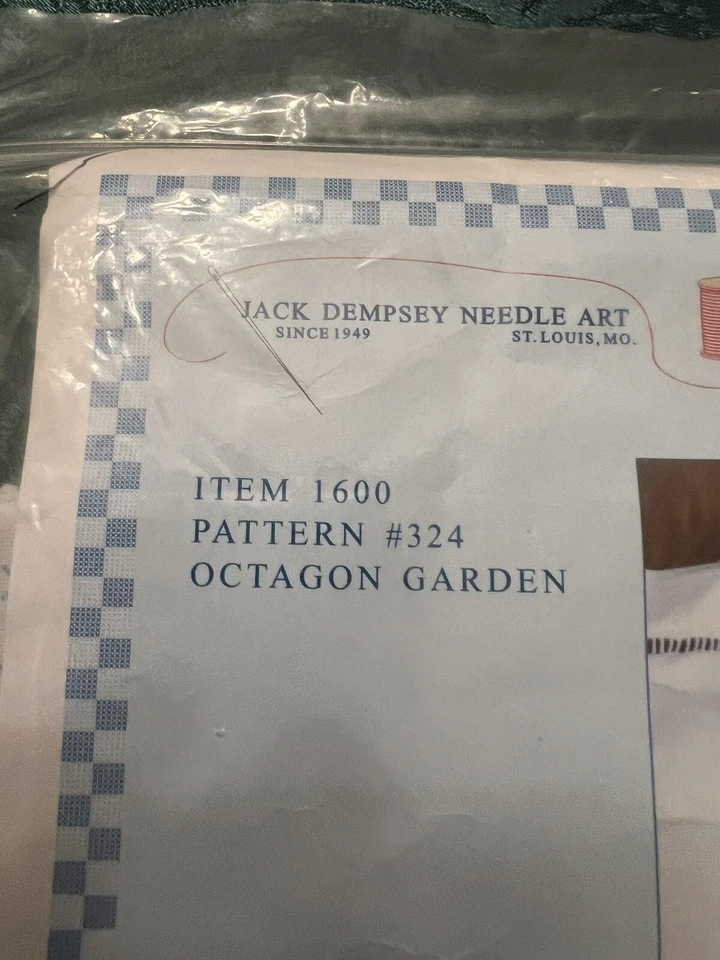 JACK DEMPSEY NEEDLE ART
SINCE 1949 ST. LOUIS, MO.
ITEM 1600
PATTERN #324
OCTAGON GARDEN